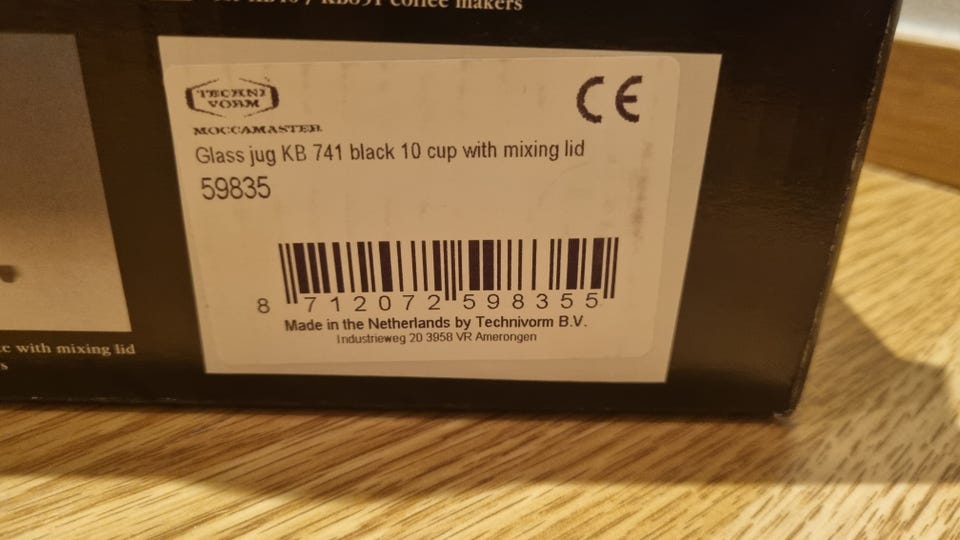 coffee makers
TECHNI
VORM
CE
MOCCAMASTER
Glass jug KB 741 black 10 cup with mixing lid
59835
8 712072 598355
Made in the Netherlands by Technivorm B.V.
Industrieweg 20 3958 VR Amerongen
with mixing lid